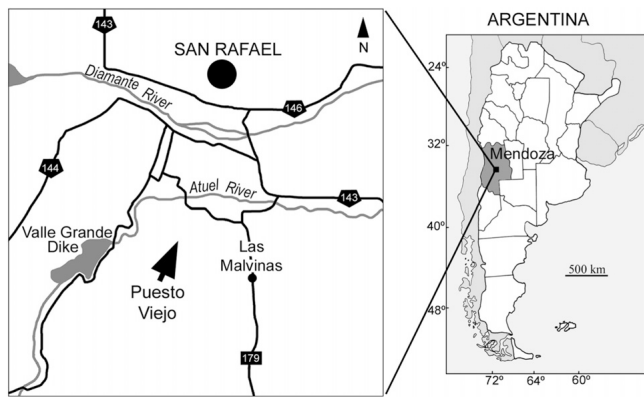 143
SAN RAFAEL
N
Diamante River
146
144
Atuel River
143
Valle Grande
Dike
Las
Malvinas
Puesto
Viejo
179
ARGENTINA
24º
32º
Mendoza
40º
500 km
48º
72º 64º 60º